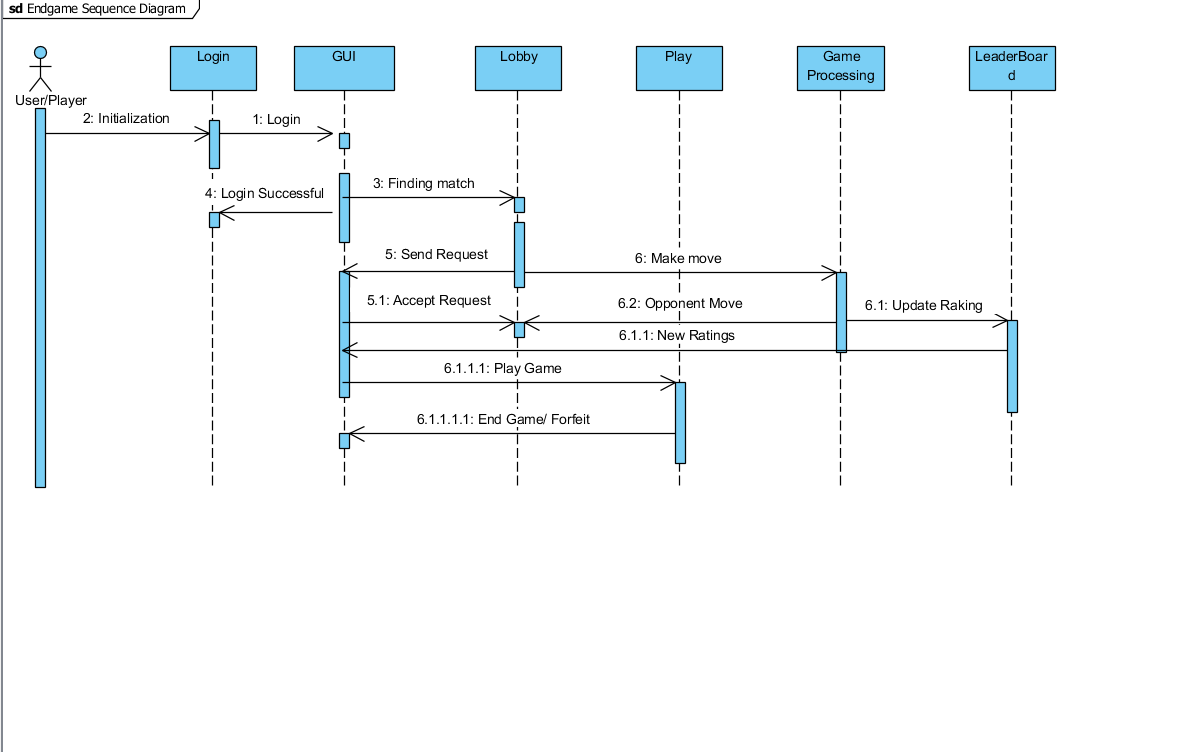 sd Endgame Sequence Diagram
Login
GUI
Lobby
Play
Game
Processing
LeaderBoar
d
User/Player
2: Initialization
1: Login
3: Finding match
4: Login Successful
5: Send Request
6: Make move
5.1: Accept Request
6.2: Opponent Move
6.1: Update Raking
6.1.1: New Ratings
6.1.1.1: Play Game
6.1.1.1.1: End Game/ Forfeit